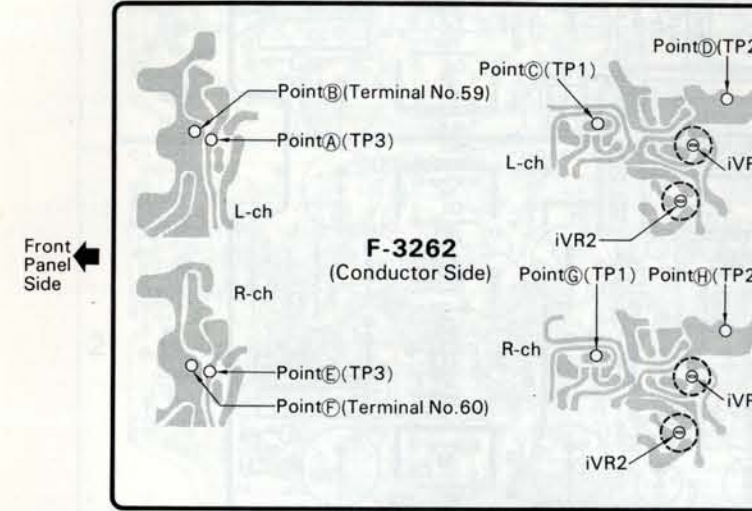 Point Ⓓ (TP2
Point Ⓒ (TP1)
Point Ⓑ (Terminal No.59)
Point Ⓐ (TP3)
L-ch
L-ch
iVR
iVR2
Front
Panel
Side
F-3262
(Conductor Side)
Point Ⓖ (TP1) Point Ⓗ (TP2
R-ch
R-ch
Point Ⓔ (TP3)
Point Ⓕ (Terminal No.60)
iVR
iVR2